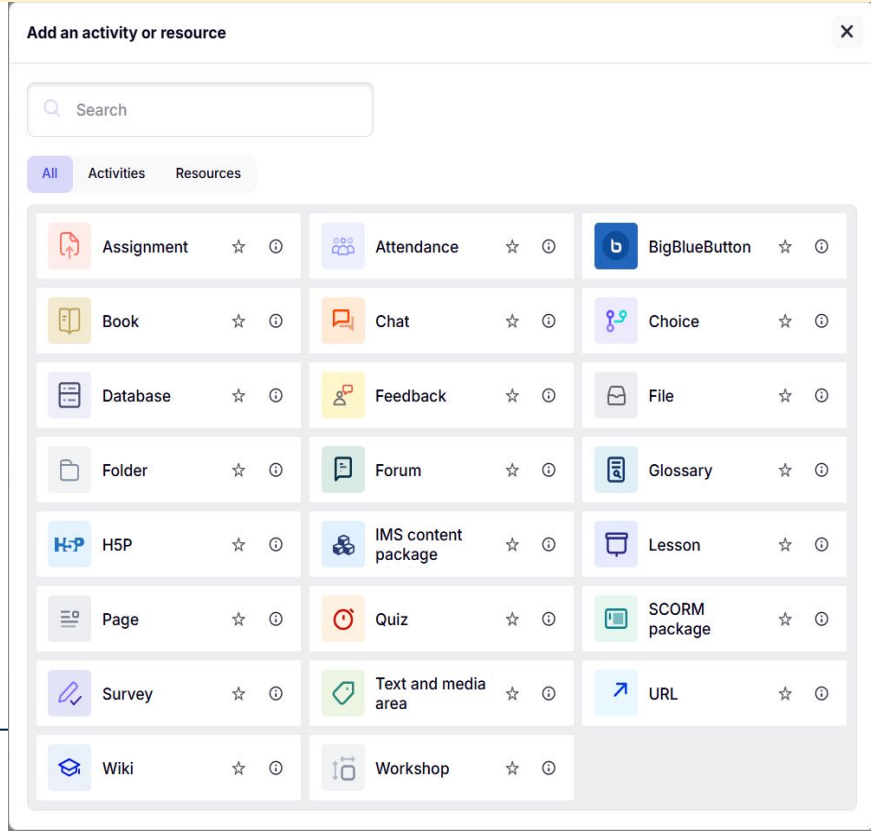 Add an activity or resource
Search
All Activities Resources
Assignment
Attendance
b BigBlueButton
Book
Chat
Choice
Database
Feedback
File
Folder
Forum
Glossary
H5P H5P
IMS content
package
Lesson
Page
Quiz
SCORM
package
Survey
Text and media
area
URL
Wiki
Workshop